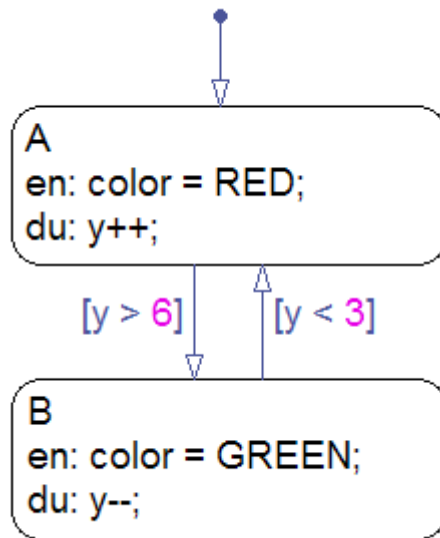 A
en: color = RED;
du: y++;
[y > 6] [y < 3]
B
en: color = GREEN;
du: y--;